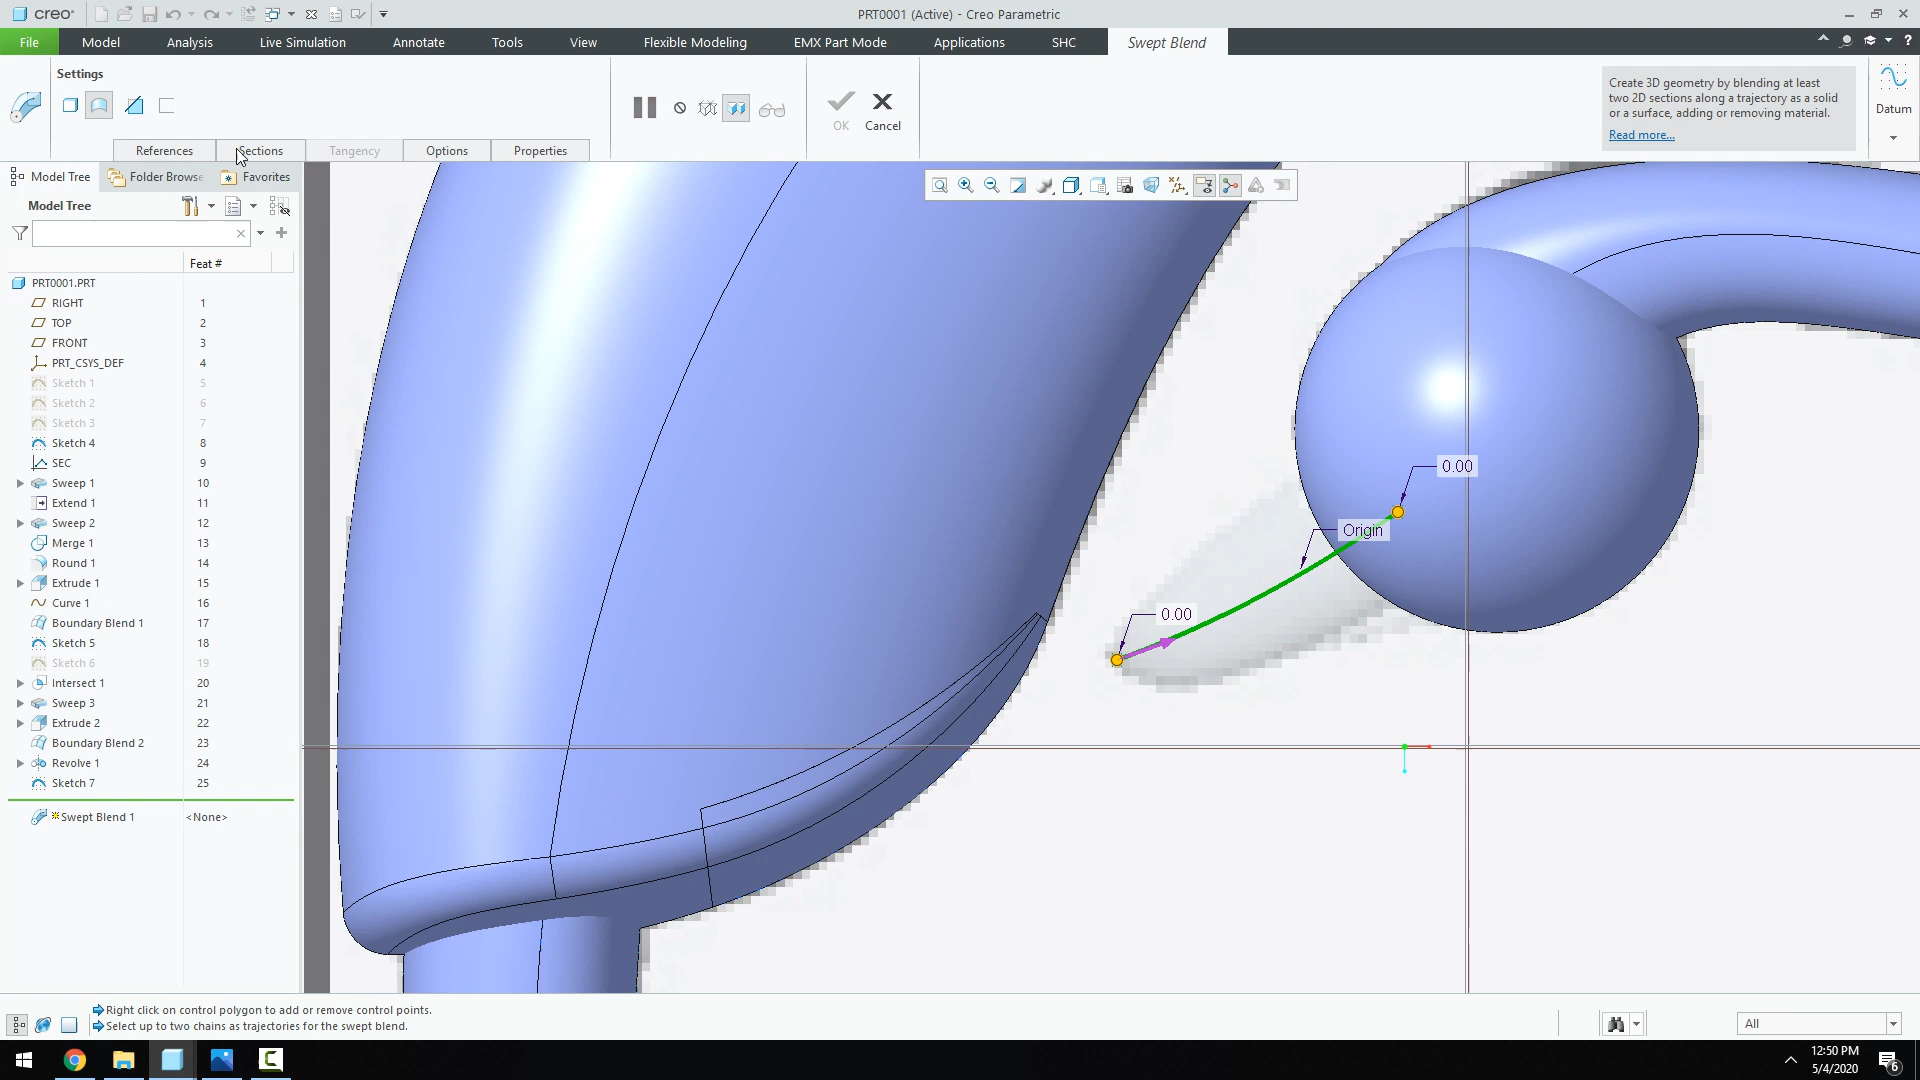 creo
PRT0001 (Active) - Creo Parametric
File Model Analysis Live Simulation Annotate Tools View Flexible Modeling EMX Part Mode Applications SHC Swept Blend
Settings
OK Cancel
References Sections Tangency Options Properties
Create 3D geometry by blending at least
two 2D sections along a trajectory as a solid
or a surface, adding or removing material.
Read more...
Datum
Model Tree Folder Browse Favorites
Model Tree
Feat #
PRT0001.PRT
RIGHT 1
TOP 2
FRONT 3
PRT_CSYS_DEF 4
Sketch 1 5
Sketch 2 6
Sketch 3 7
Sketch 4 8
SEC 9
Sweep 1 10
Extend 1 11
Sweep 2 12
Merge 1 13
Round 1 14
Extrude 1 15
Curve 1 16
Boundary Blend 1 17
Sketch 5 18
Sketch 6 19
Intersect 1 20
Sweep 3 21
Extrude 2 22
Boundary Blend 2 23
Revolve 1 24
Sketch 7 25
Swept Blend 1 <None>
0.00
Origin
0.00
Right click on control polygon to add or remove control points.
Select up to two chains as trajectories for the swept blend.
All
12:50 PM
5/4/2020
6